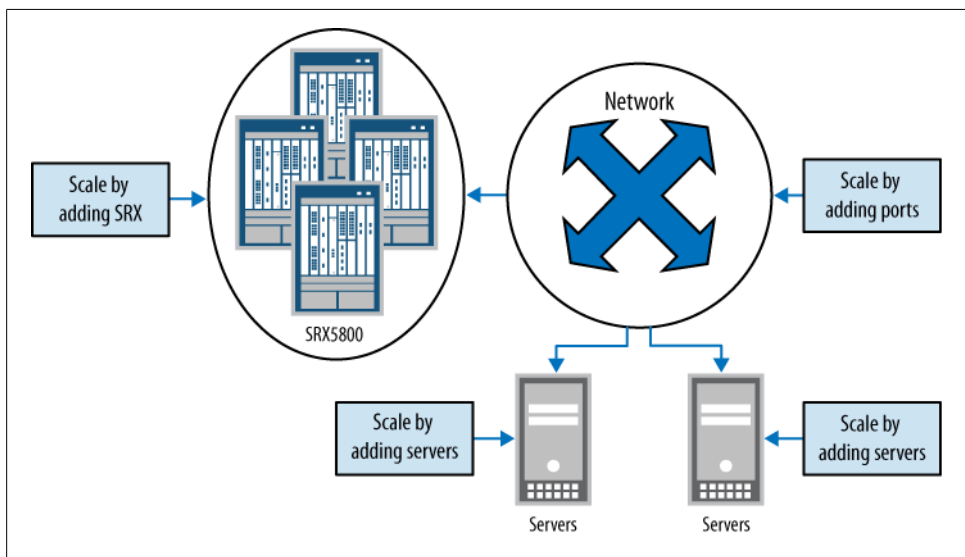 Network
Scale by
adding SRX
Scale by
adding ports
SRX5800
Scale by
adding servers
Scale by
adding servers
Servers
Servers